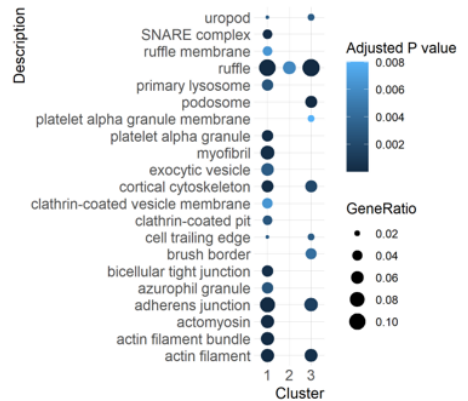 Description
uropod
SNARE complex
ruffle membrane
ruffle
primary lysosome
podosome
platelet alpha granule membrane
platelet alpha granule
myofibril
exocytic vesicle
cortical cytoskeleton
clathrin-coated vesicle membrane
clathrin-coated pit
cell trailing edge
brush border
bicellular tight junction
azurophil granule
adherens junction
actomyosin
actin filament bundle
actin filament
1 2 3
Cluster
Adjusted P value
0.008
0.006
0.004
0.002
GeneRatio
0.02
0.04
0.06
0.08
0.10